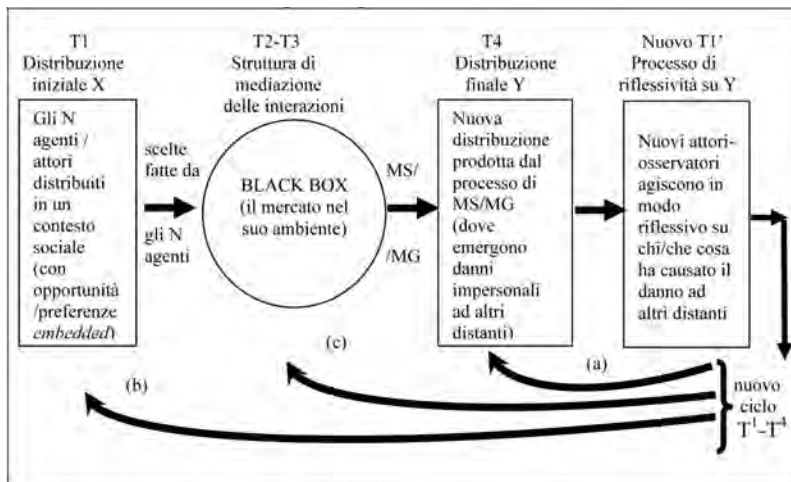 T1
Distribuzione
iniziale X
T2-T3
Struttura di
mediazione
delle interazioni
T4
Distribuzione
finale Y
Nuovo T1’
Processo di
riflessività su Y
Gli N
agenti /
attori
distribuiti
in un
contesto
sociale
(con
opportunità
/preferenze
embedded)
scelte
fatte da
gli N
agenti
BLACK BOX
(il mercato nel
suo ambiente)
MS/
/MG
Nuova
distribuzione
prodotta dal
processo di
MS/MG (dove
emergono
danni
impersonali
ad altri
distanti)
Nuovi attori-
osservatori
agiscono in
modo
riflessivo su
chi/che cosa
ha causato il
danno ad
altri distanti
(c)
(a)
(b)
nuovo
ciclo
T1-T4